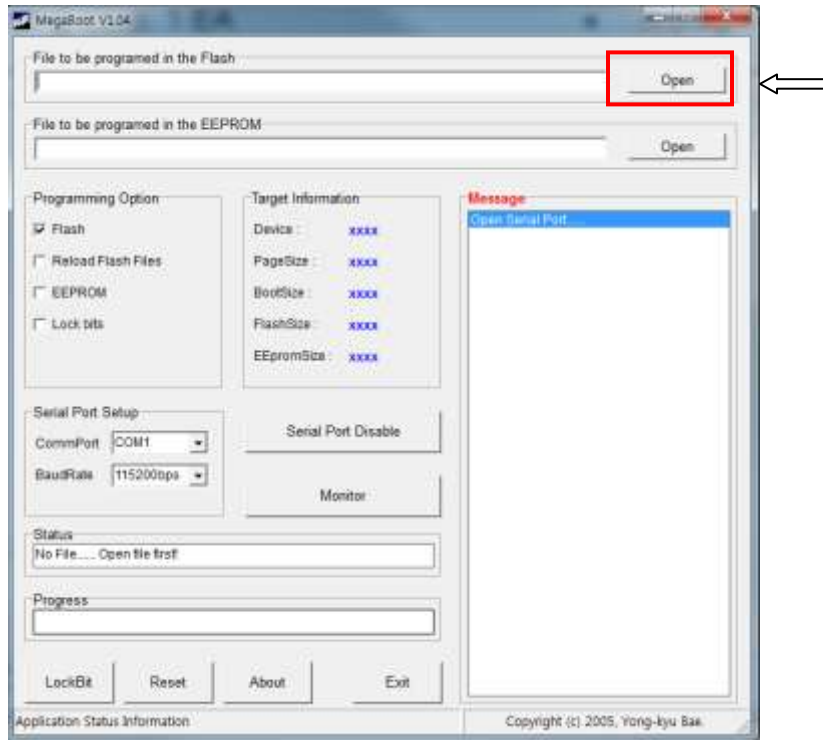 MegaBoot V1.04
File to be programed in the Flash
Open
File to be programed in the EEPROM
Open
Programming Option
Flash
Reload Flash Files
EEPROM
Lock bits
Target Information
Device : xxxx
PageSize : xxxx
BootSize : xxxx
FlashSize : xxxx
EEpromSize : xxxx
Message
Open Serial Port.....
Serial Port Setup
CommPort COM1
BaudRate 115200bps
Serial Port Disable
Monitor
Status
No File..... Open file first!
Progress
LockBit Reset About Exit
Application Status Information
Copyright (c) 2005, Yong-kyu Bae.